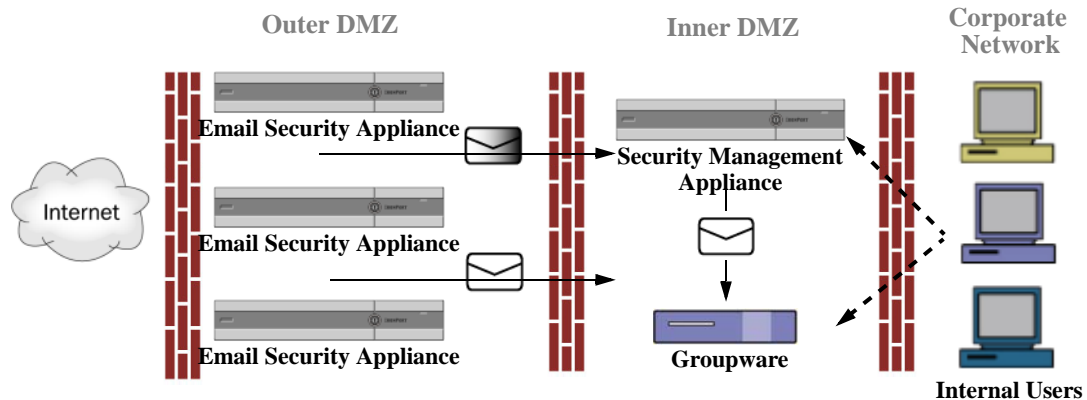 Outer DMZ
Inner DMZ
Corporate
Network
Email Security Appliance
Security Management
Appliance
Internet
Email Security Appliance
Email Security Appliance
Groupware
Internal Users